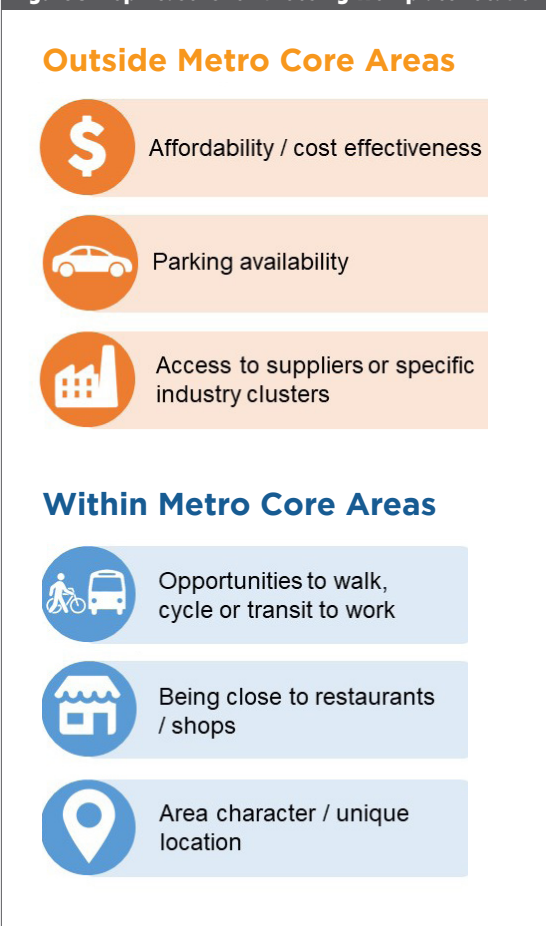 Outside Metro Core Areas
$
Affordability / cost effectiveness
Parking availability
Access to suppliers or specific
industry clusters
Within Metro Core Areas
Opportunities to walk,
cycle or transit to work
Being close to restaurants
/ shops
Area character / unique
location